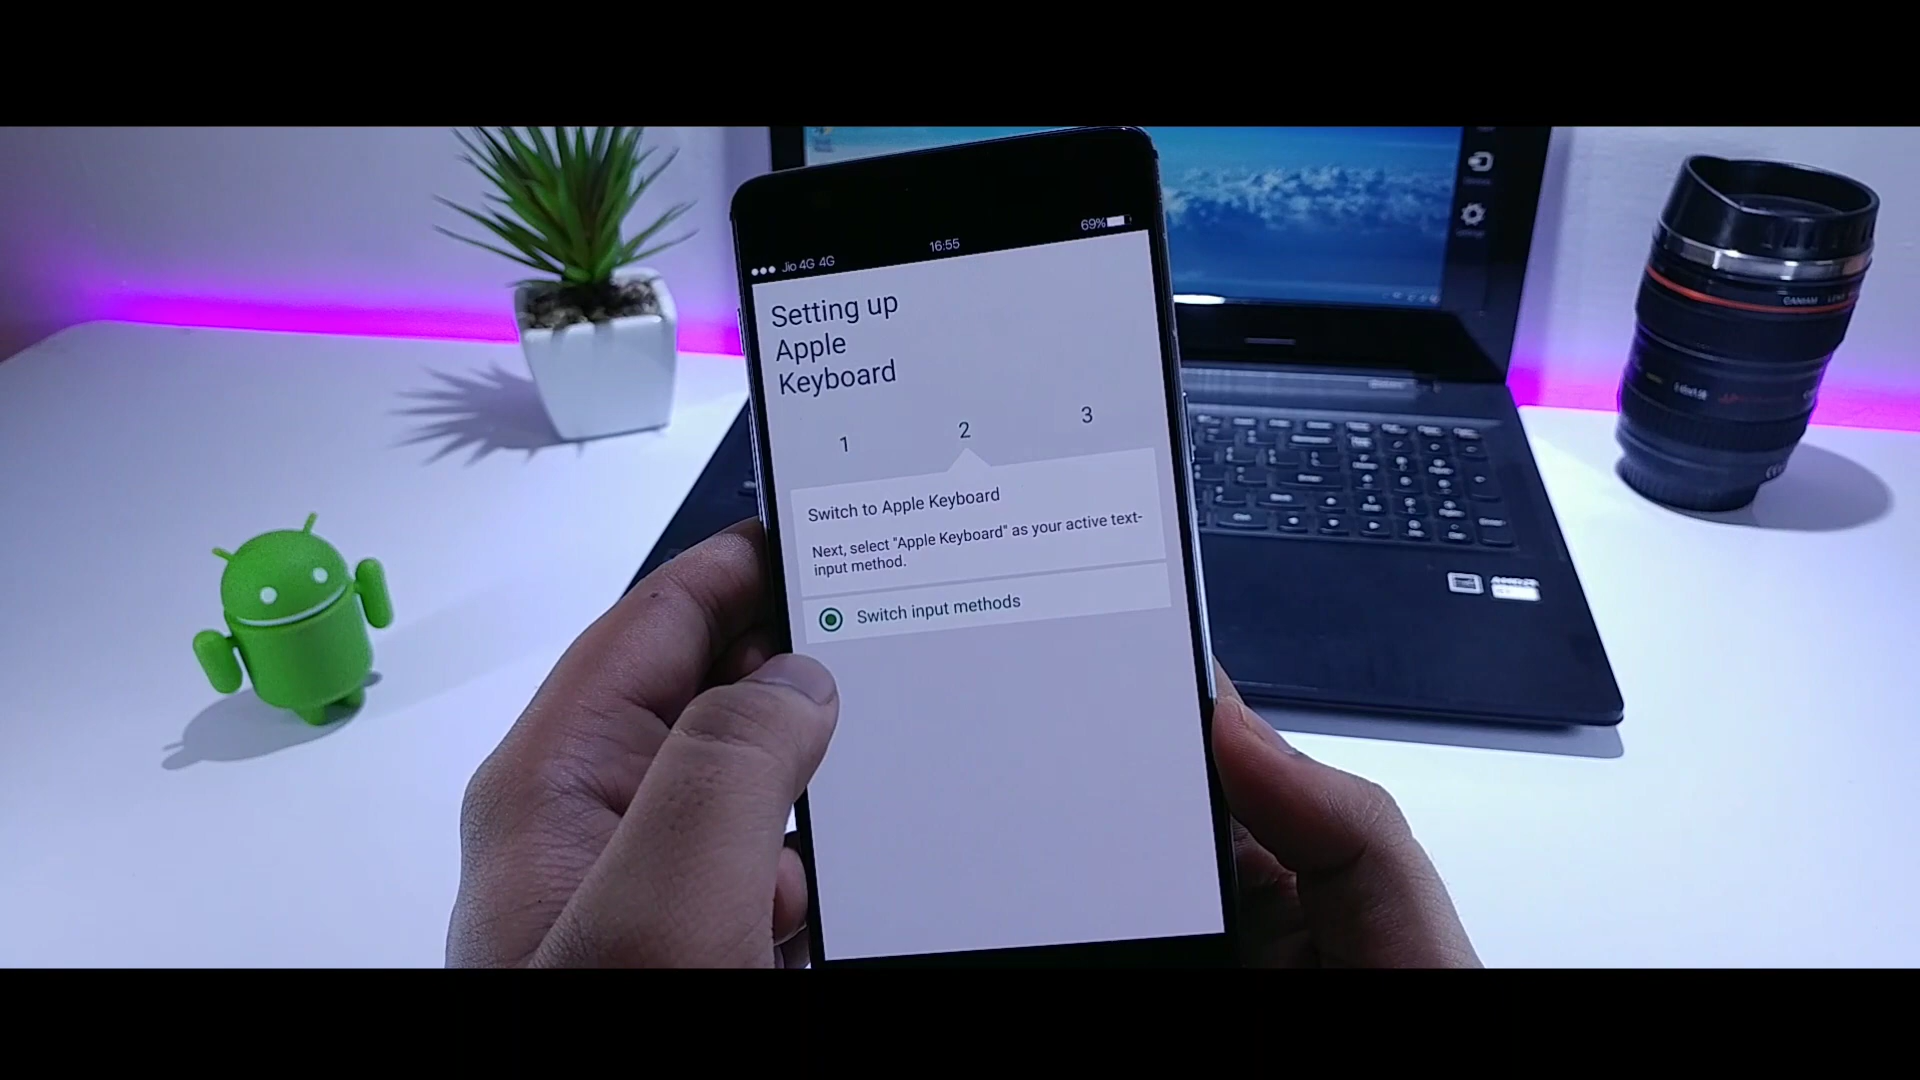 69%
16:55
Jio 4G 4G
Setting up
Apple
Keyboard
1 2 3
Switch to Apple Keyboard
Next, select "Apple Keyboard" as your active text-
input method.
Switch input methods
CANIAM